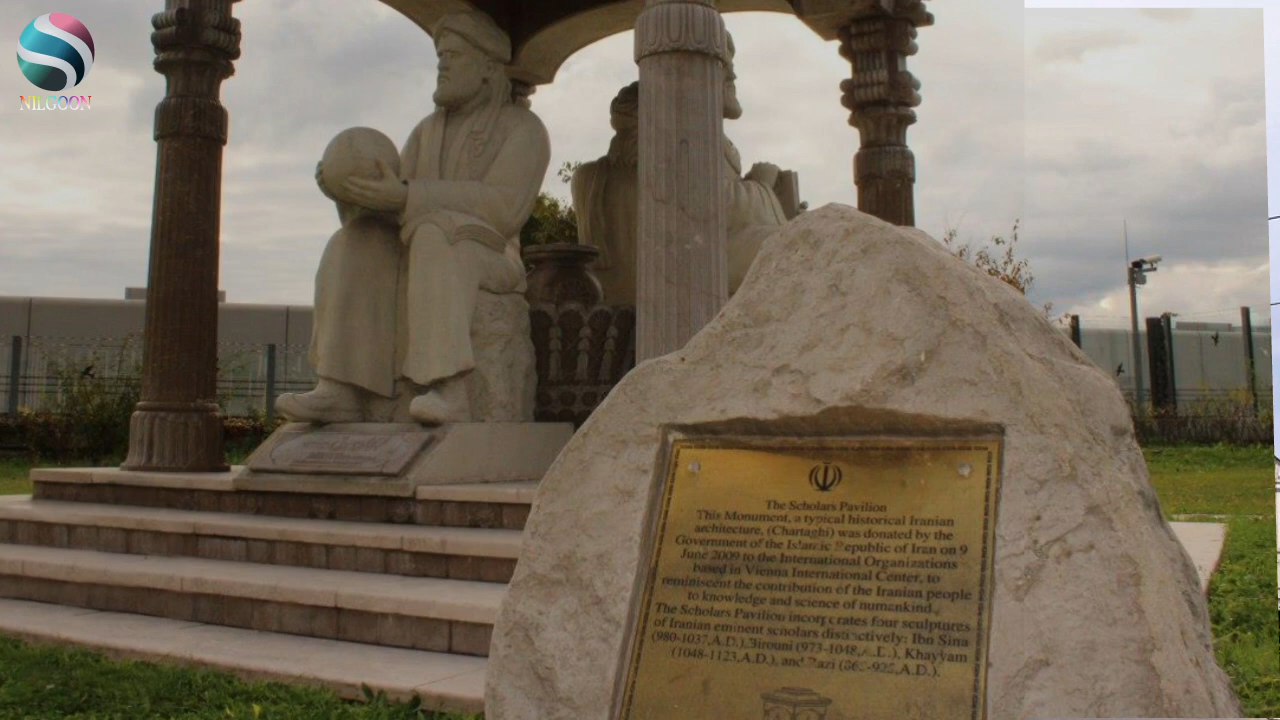 NILGOON
The Scholars Pavilion
This Monument, a typical historical Iranian
architecture, (Chartaghi) was donated by the
Government of the Islamic Republic of Iran on 9
June 2009 to the International Organizations
based in Vienna International Center, to
reminiscent the contribution of the Iranian people
to knowledge and science of humankind.
The Scholars Pavilion incorporates four sculptures
of Iranian eminent scholars distinctively: Ibn Sina
(980-1037,A.D.),Birouni (973-1048,A.D.), Khayyam
(1048-1123,A.D.), and Razi (865-925,A.D.).